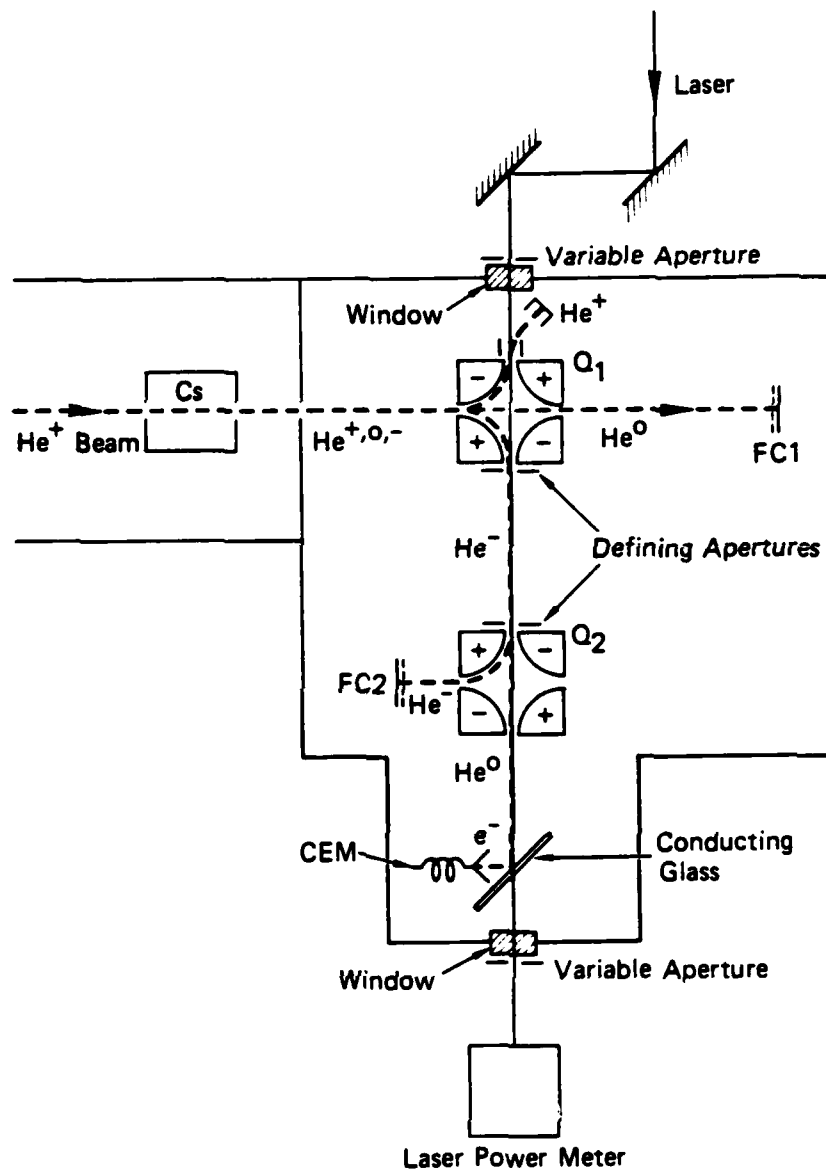 Laser
Variable Aperture
Window
He⁺
Q₁
- +
Cs
He⁺ Beam
He⁺,⁰,⁻
He⁰
FC1
+ -
He⁻
Defining Apertures
Q₂
+ -
FC2
He⁻
- +
He⁰
e⁻
CEM
Conducting
Glass
Window
Variable Aperture
Laser Power Meter